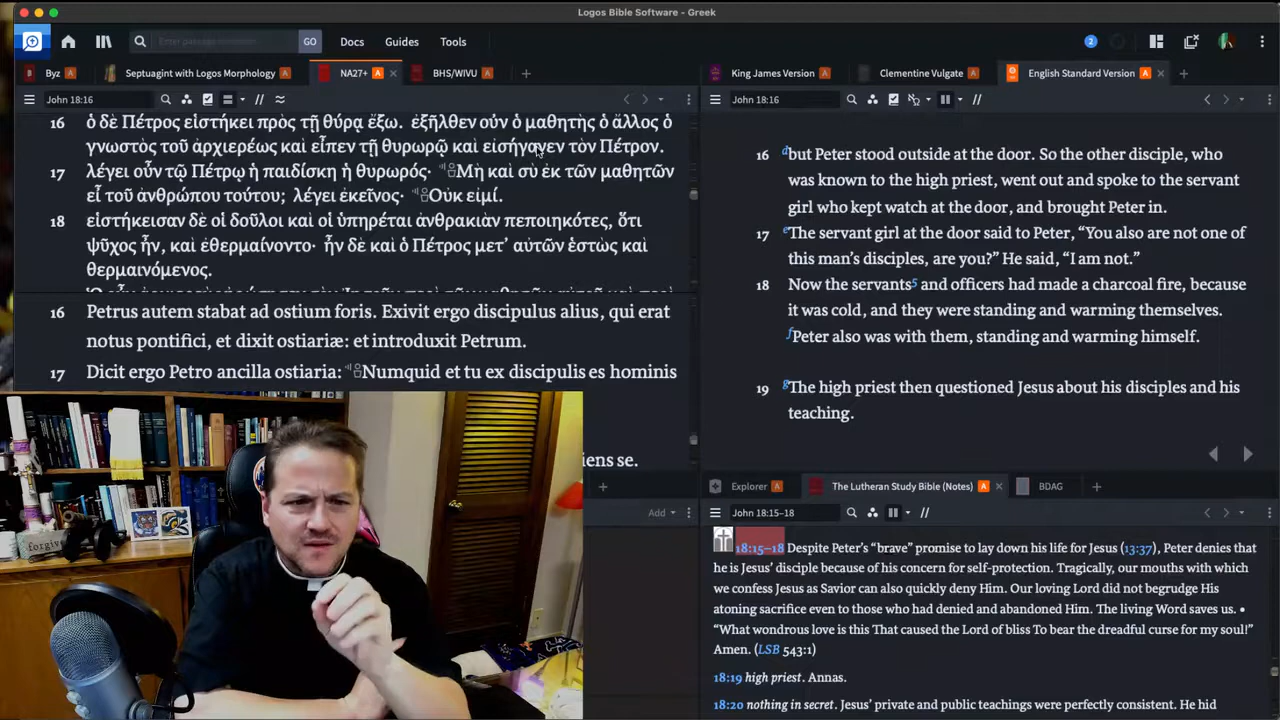 Logos Bible Software - Greek
Enter passage or citation
GO
Docs
Guides
Tools
2
Byz A
Septuagint with Logos Morphology A
NA27+ A
BHS/WIVU A
King James Version A
Clementine Vulgate A
English Standard Version A
John 18:16
John 18:16
16 ὁ δὲ Πέτρος εἱστήκει πρὸς τῇ θύρᾳ ἔξω. ἐξῆλθεν οὖν ὁ μαθητὴς ὁ ἄλλος ὁ
γνωστὸς τοῦ ἀρχιερέως καὶ εἶπεν τῇ θυρωρῷ καὶ εἰσήγαγεν τὸν Πέτρον.
17 λέγει οὖν τῷ Πέτρῳ ἡ παιδίσκη ἡ θυρωρός· Μὴ καὶ σὺ ἐκ τῶν μαθητῶν
εἶ τοῦ ἀνθρώπου τούτου; λέγει ἐκεῖνος· Οὐκ εἰμί.
18 εἱστήκεισαν δὲ οἱ δοῦλοι καὶ οἱ ὑπηρέται ἀνθρακιὰν πεποιηκότες, ὅτι
ψῦχος ἦν, καὶ ἐθερμαίνοντο· ἦν δὲ καὶ ὁ Πέτρος μετ’ αὐτῶν ἑστὼς καὶ
θερμαινόμενος.
16 Petrus autem stabat ad ostium foris. Exivit ergo discipulus alius, qui erat
notus pontifici, et dixit ostiariæ: et introduxit Petrum.
17 Dicit ergo Petro ancilla ostiaria: Numquid et tu ex discipulis es hominis
iens se.
forgive
16 d but Peter stood outside at the door. So the other disciple, who
was known to the high priest, went out and spoke to the servant
girl who kept watch at the door, and brought Peter in.
17 e The servant girl at the door said to Peter, “You also are not one of
this man’s disciples, are you?” He said, “I am not.”
18 Now the servants5 and officers had made a charcoal fire, because
it was cold, and they were standing and warming themselves.
f Peter also was with them, standing and warming himself.
19 g The high priest then questioned Jesus about his disciples and his
teaching.
Add
Explorer A
The Lutheran Study Bible (Notes) A
BDAG
John 18:15–18
18:15–18 Despite Peter’s “brave” promise to lay down his life for Jesus (13:37), Peter denies that
he is Jesus’ disciple because of his concern for self-protection. Tragically, our mouths with which
we confess Jesus as Savior can also quickly deny Him. Our loving Lord did not begrudge His
atoning sacrifice even to those who had denied and abandoned Him. The living Word saves us. •
“What wondrous love is this That caused the Lord of bliss To bear the dreadful curse for my soul!”
Amen. (LSB 543:1)
18:19 high priest. Annas.
18:20 nothing in secret. Jesus’ private and public teachings were perfectly consistent. He hid